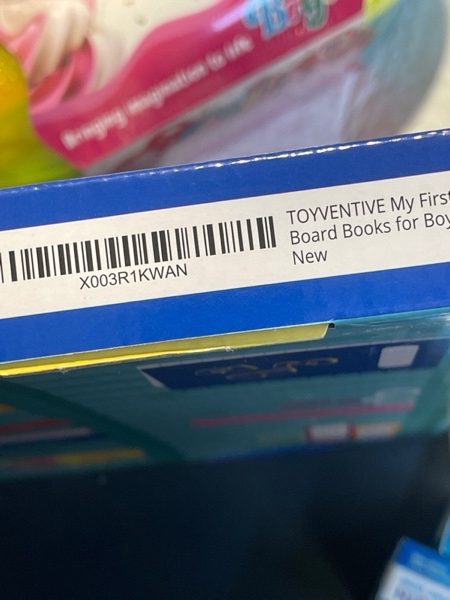 Bringing imagination to life
X003R1KWAN
TOYVENTIVE My First
Board Books for Boy
New